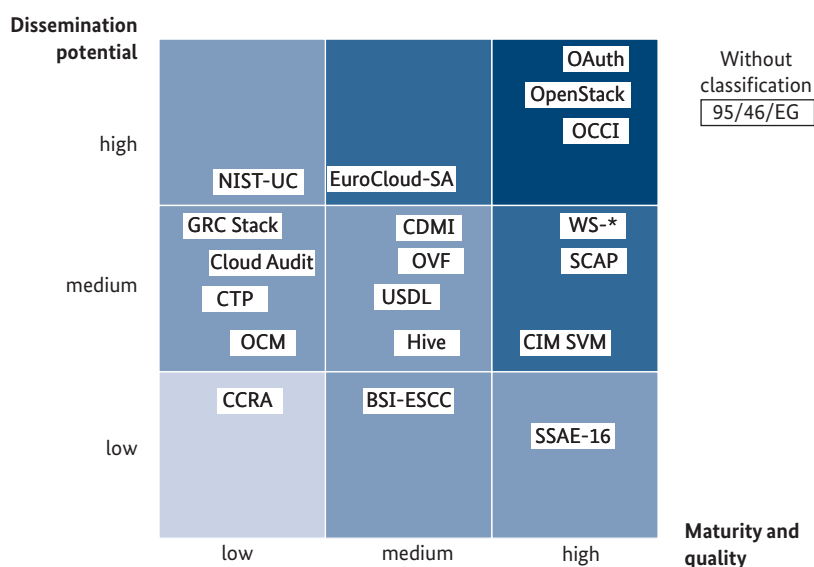 Dissemination
potential
OAuth
Without
classification
OpenStack
95/46/EG
OCCI
high
NIST-UC
EuroCloud-SA
GRC Stack
CDMI
WS-*
Cloud Audit
OVF
SCAP
medium
CTP
USDL
OCM
Hive
CIM SVM
CCRA
BSI-ESCC
SSAE-16
low
low
medium
high
Maturity and
quality